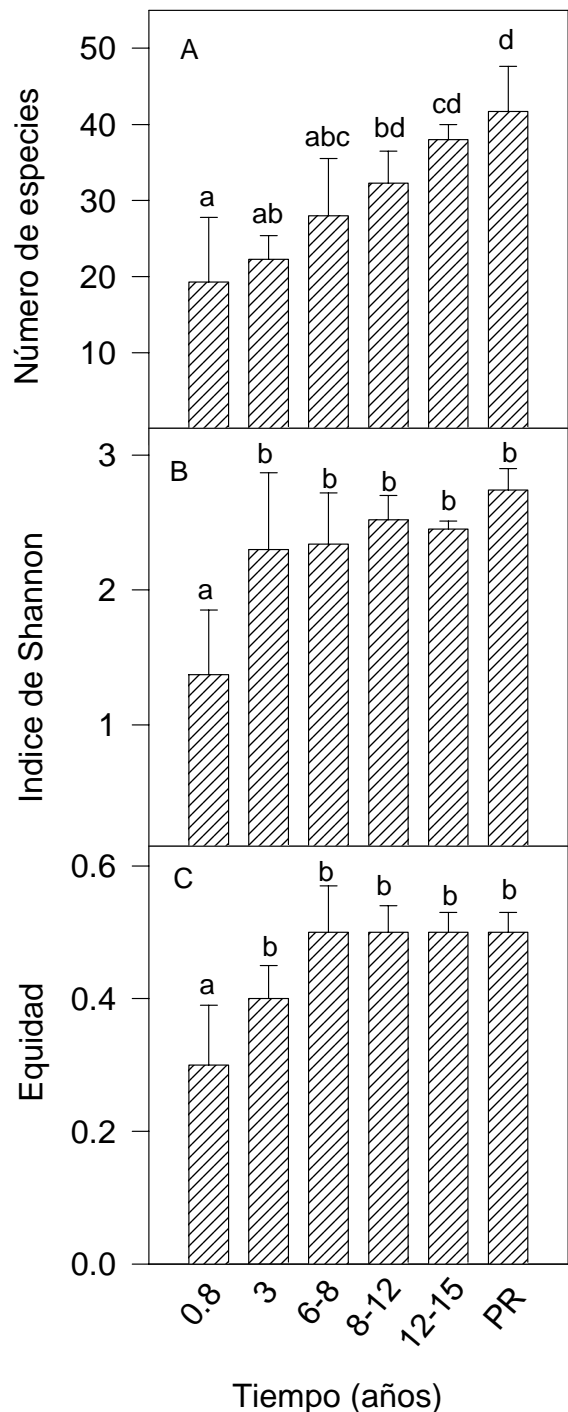 A
Número de especies
50
40
30
20
10
a
ab
abc
bd
cd
d
B
Indice de Shannon
3
2
1
a
b
b
b
b
b
C
Equidad
0.6
0.4
0.2
0.0
a
b
b
b
b
b
0.8
3
6-8
8-12
12-15
PR
Tiempo (años)